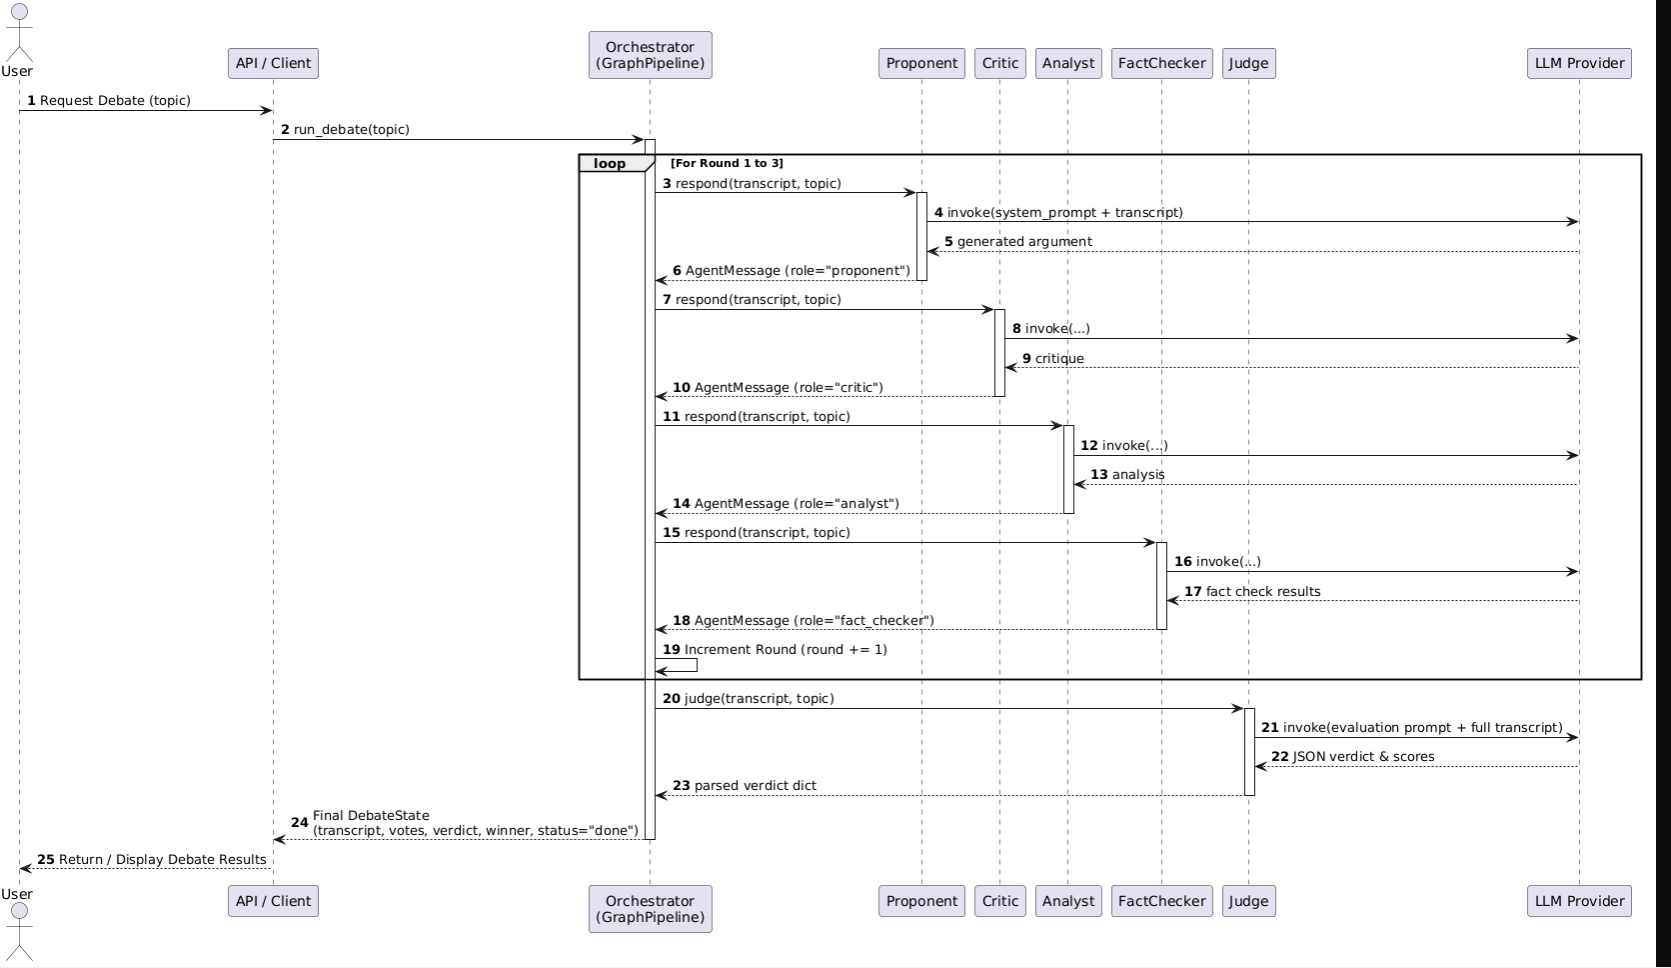 User
API / Client
Orchestrator
(GraphPipeline)
Proponent
Critic
Analyst
FactChecker
Judge
LLM Provider
1 Request Debate (topic)
2 run_debate(topic)
loop [For Round 1 to 3]
3 respond(transcript, topic)
4 invoke(system_prompt + transcript)
5 generated argument
6 AgentMessage (role="proponent")
7 respond(transcript, topic)
8 invoke(...)
9 critique
10 AgentMessage (role="critic")
11 respond(transcript, topic)
12 invoke(...)
13 analysis
14 AgentMessage (role="analyst")
15 respond(transcript, topic)
16 invoke(...)
17 fact check results
18 AgentMessage (role="fact_checker")
19 Increment Round (round += 1)
20 judge(transcript, topic)
21 invoke(evaluation prompt + full transcript)
22 JSON verdict & scores
23 parsed verdict dict
24 Final DebateState
(transcript, votes, verdict, winner, status="done")
25 Return / Display Debate Results
User
API / Client
Orchestrator
(GraphPipeline)
Proponent
Critic
Analyst
FactChecker
Judge
LLM Provider